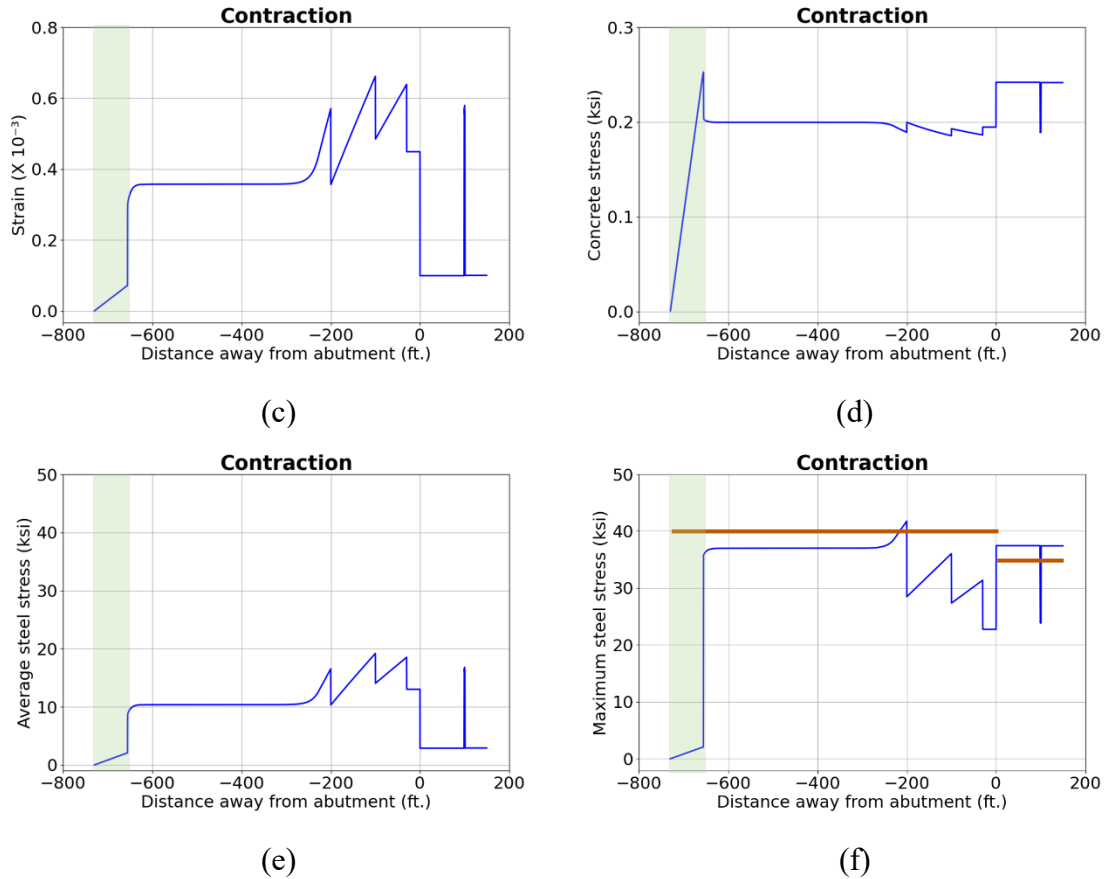 Contraction
0.8
0.6
0.4
0.2
0.0
Strain (X 10⁻³)
−800 −600 −400 −200 0 200
Distance away from abutment (ft.)
(c)
Contraction
0.3
0.2
0.1
0.0
Concrete stress (ksi)
−800 −600 −400 −200 0 200
Distance away from abutment (ft.)
(d)
Contraction
50
40
30
20
10
0
Average steel stress (ksi)
−800 −600 −400 −200 0 200
Distance away from abutment (ft.)
(e)
Contraction
50
40
30
20
10
0
Maximum steel stress (ksi)
−800 −600 −400 −200 0 200
Distance away from abutment (ft.)
(f)